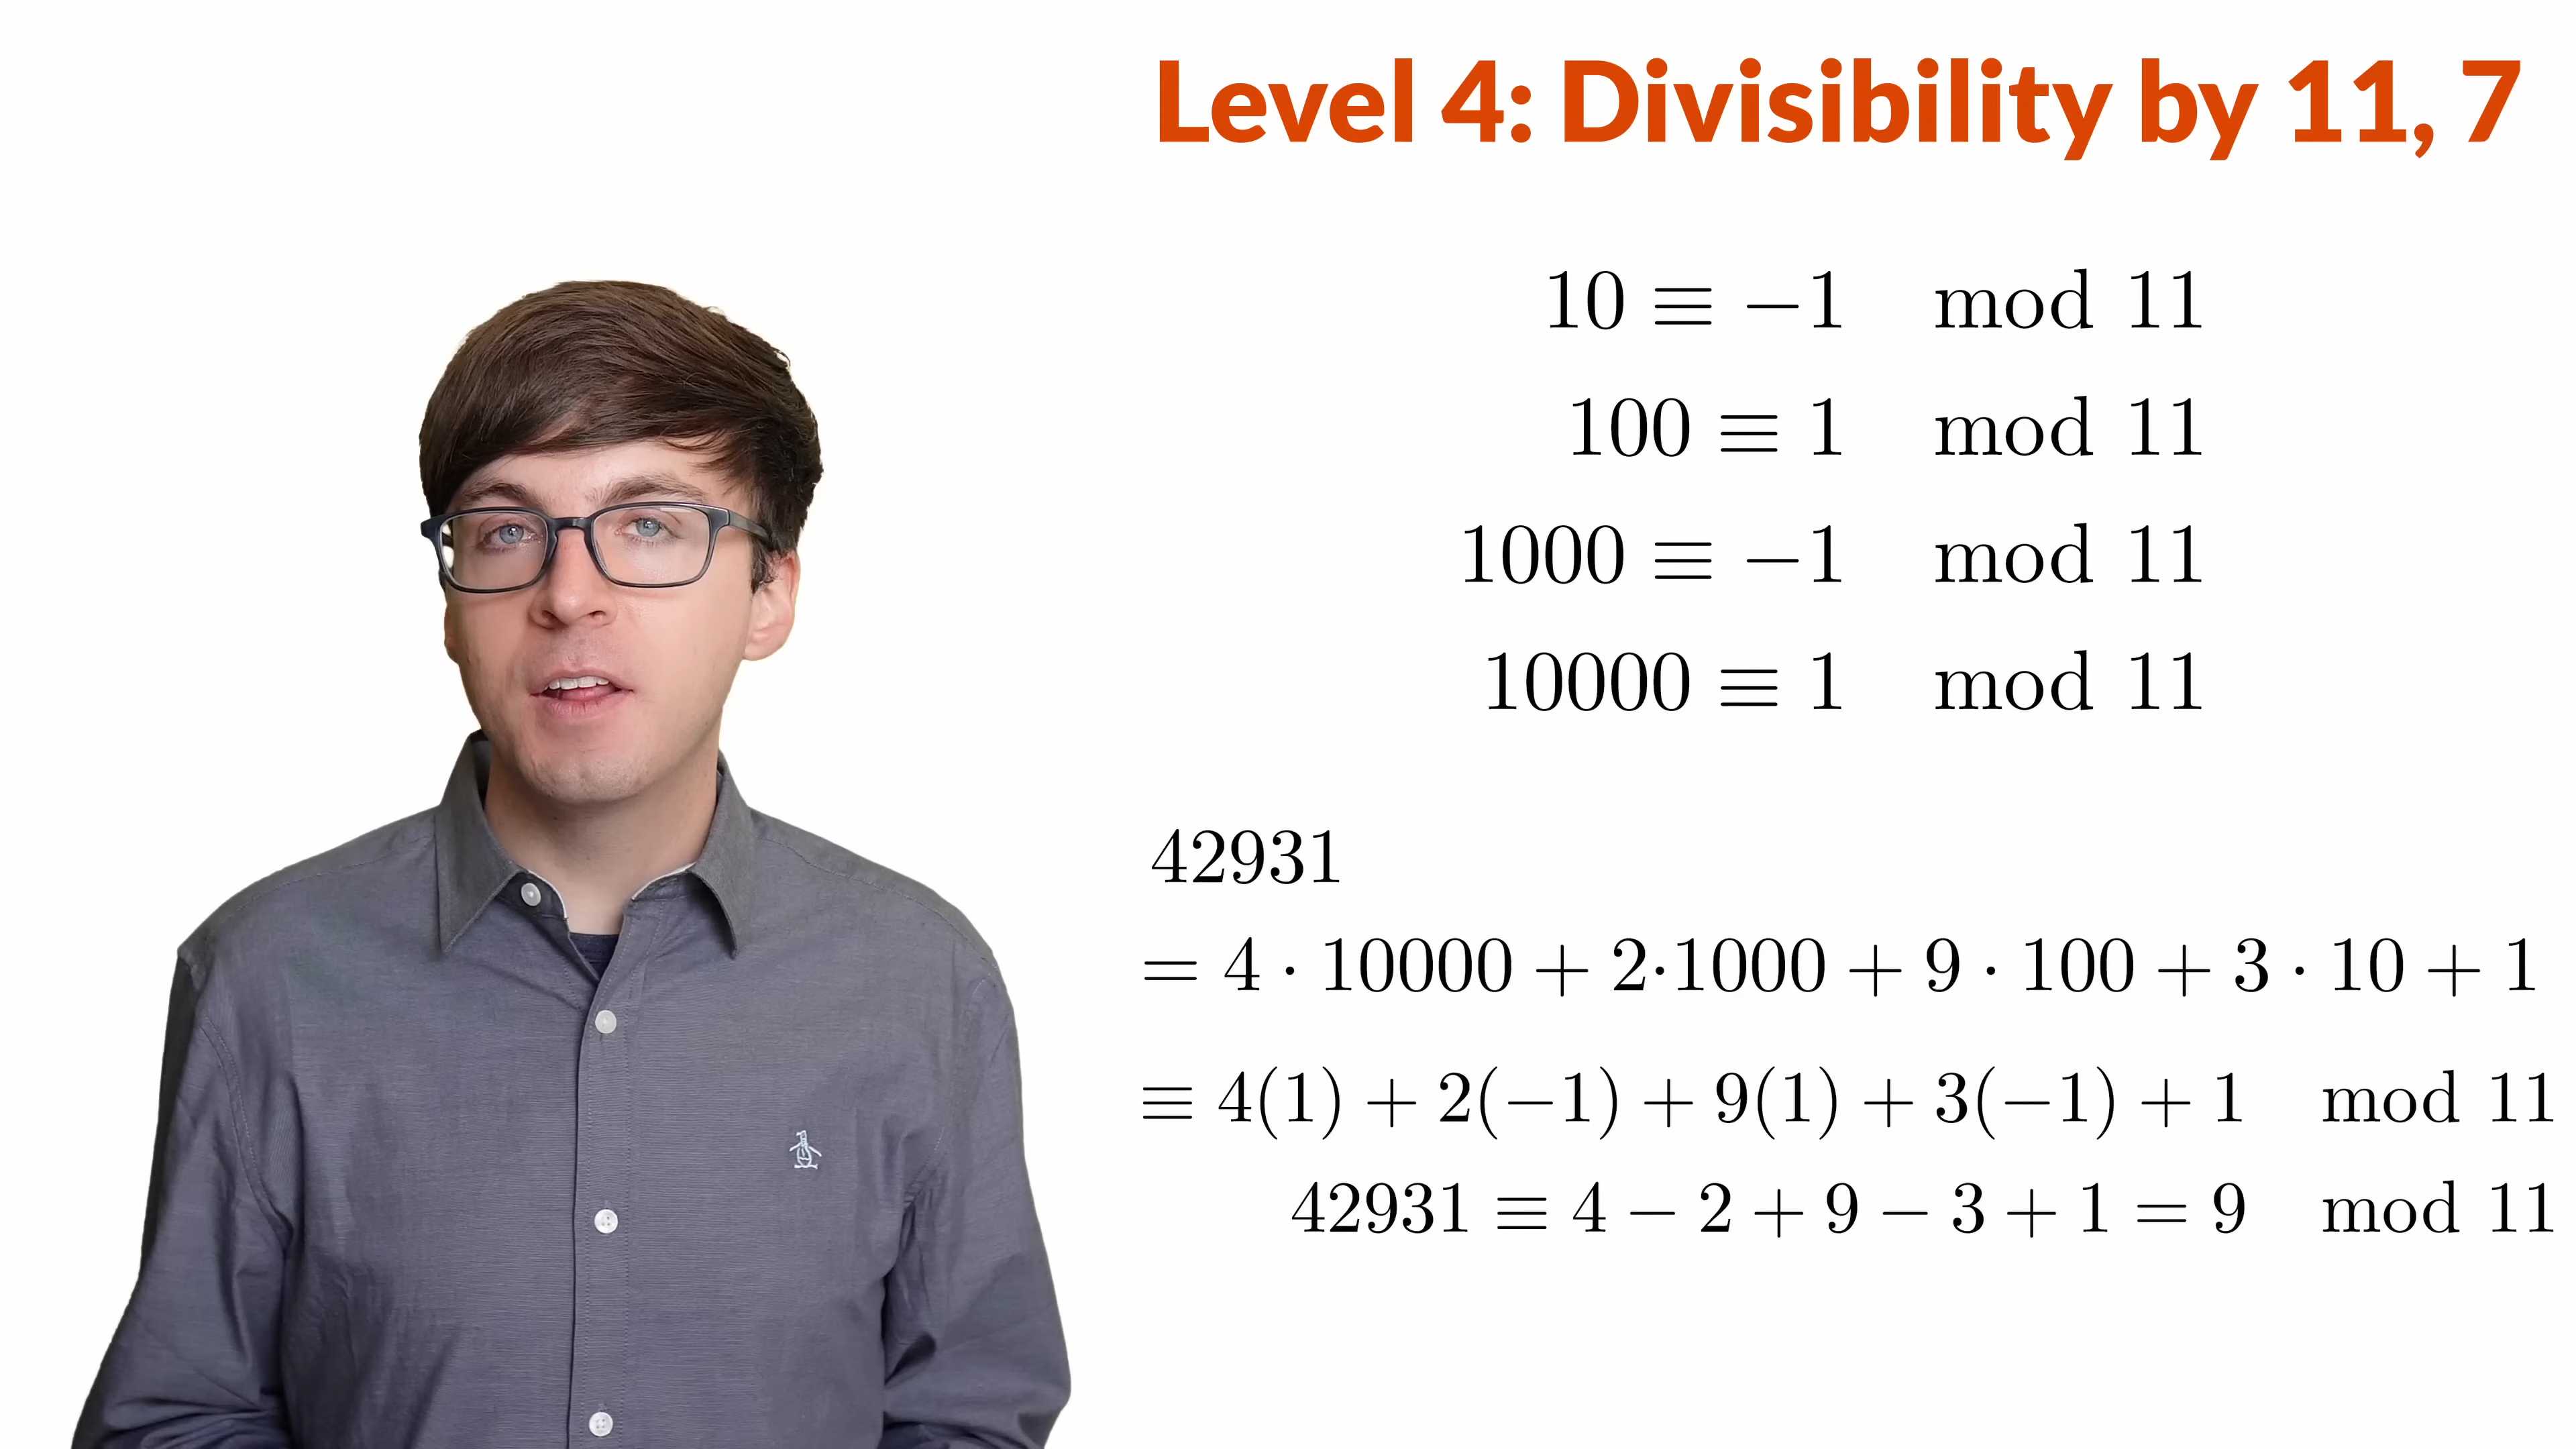 Level 4: Divisibility by 11, 7
10 ≡ −1 mod 11
100 ≡ 1 mod 11
1000 ≡ −1 mod 11
10000 ≡ 1 mod 11
42931
= 4 · 10000 + 2·1000 + 9 · 100 + 3 · 10 + 1
≡ 4(1) + 2(−1) + 9(1) + 3(−1) + 1 mod 11
42931 ≡ 4 − 2 + 9 − 3 + 1 = 9 mod 11